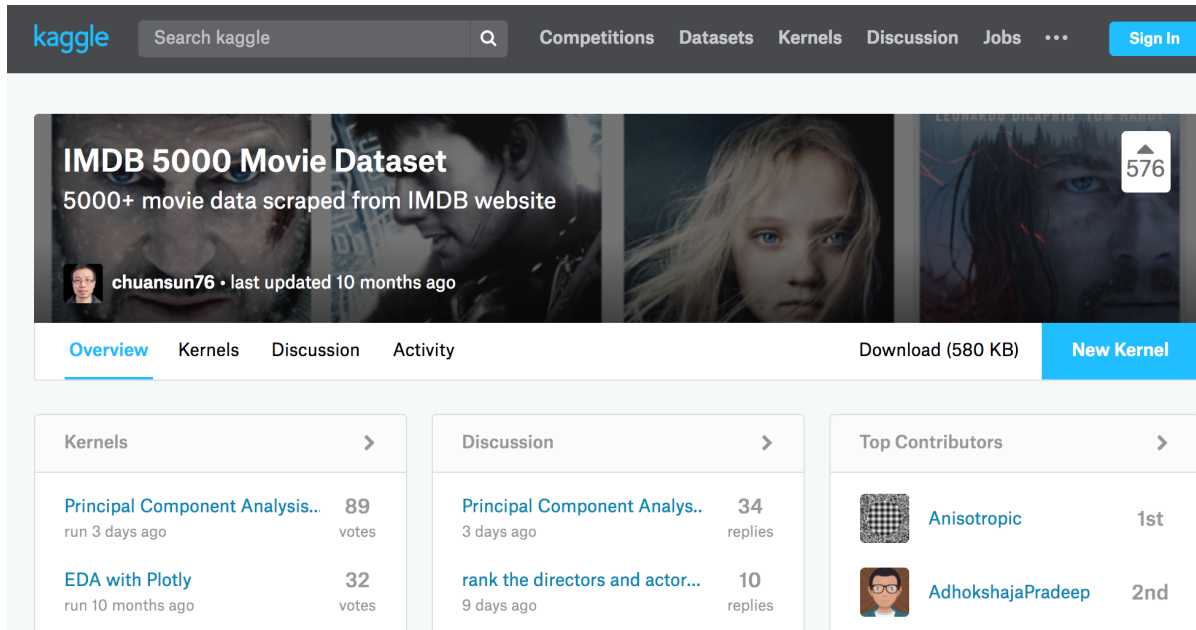 kaggle
Search kaggle
Competitions Datasets Kernels Discussion Jobs
Sign In
LEONARDO DICAPRIO TOM HARDY
IMDB 5000 Movie Dataset
576
5000+ movie data scraped from IMDB website
chuansun76 • last updated 10 months ago
Overview Kernels Discussion Activity Download (580 KB) New Kernel
Kernels
Principal Component Analysis... 89
run 3 days ago votes
EDA with Plotly 32
run 10 months ago votes
Discussion
Principal Component Analys.. 34
3 days ago replies
rank the directors and actor... 10
9 days ago replies
Top Contributors
Anisotropic 1st
AdhokshajaPradeep 2nd